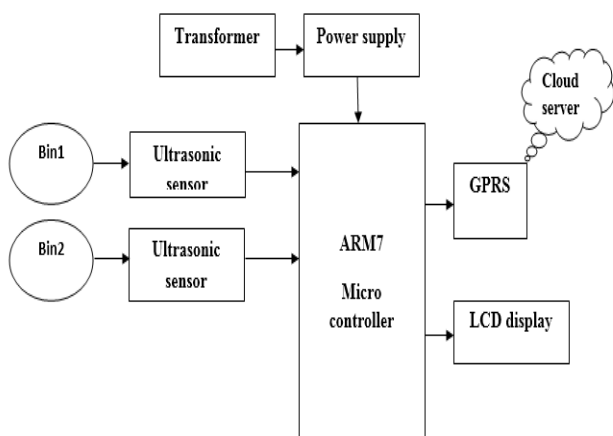 Transformer
Power supply
Cloud
server
Bin1
Ultrasonic
sensor
GPRS
Bin2
Ultrasonic
sensor
ARM7
Micro
controller
LCD display